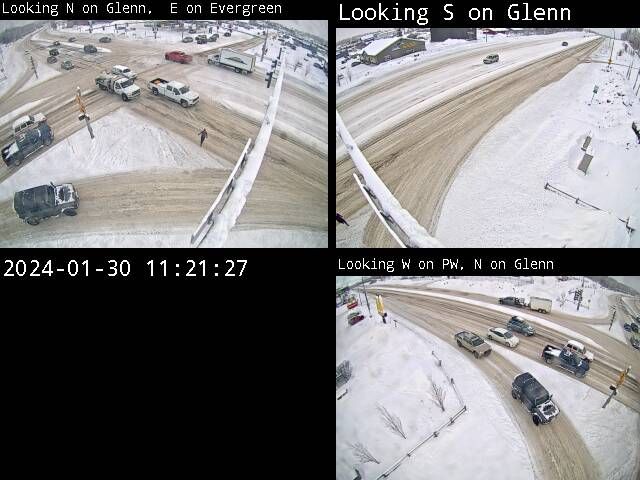 Looking N on Glenn, E on Evergreen
Looking S on Glenn
2024-01-30 11:21:27
Looking W on PW, N on Glenn